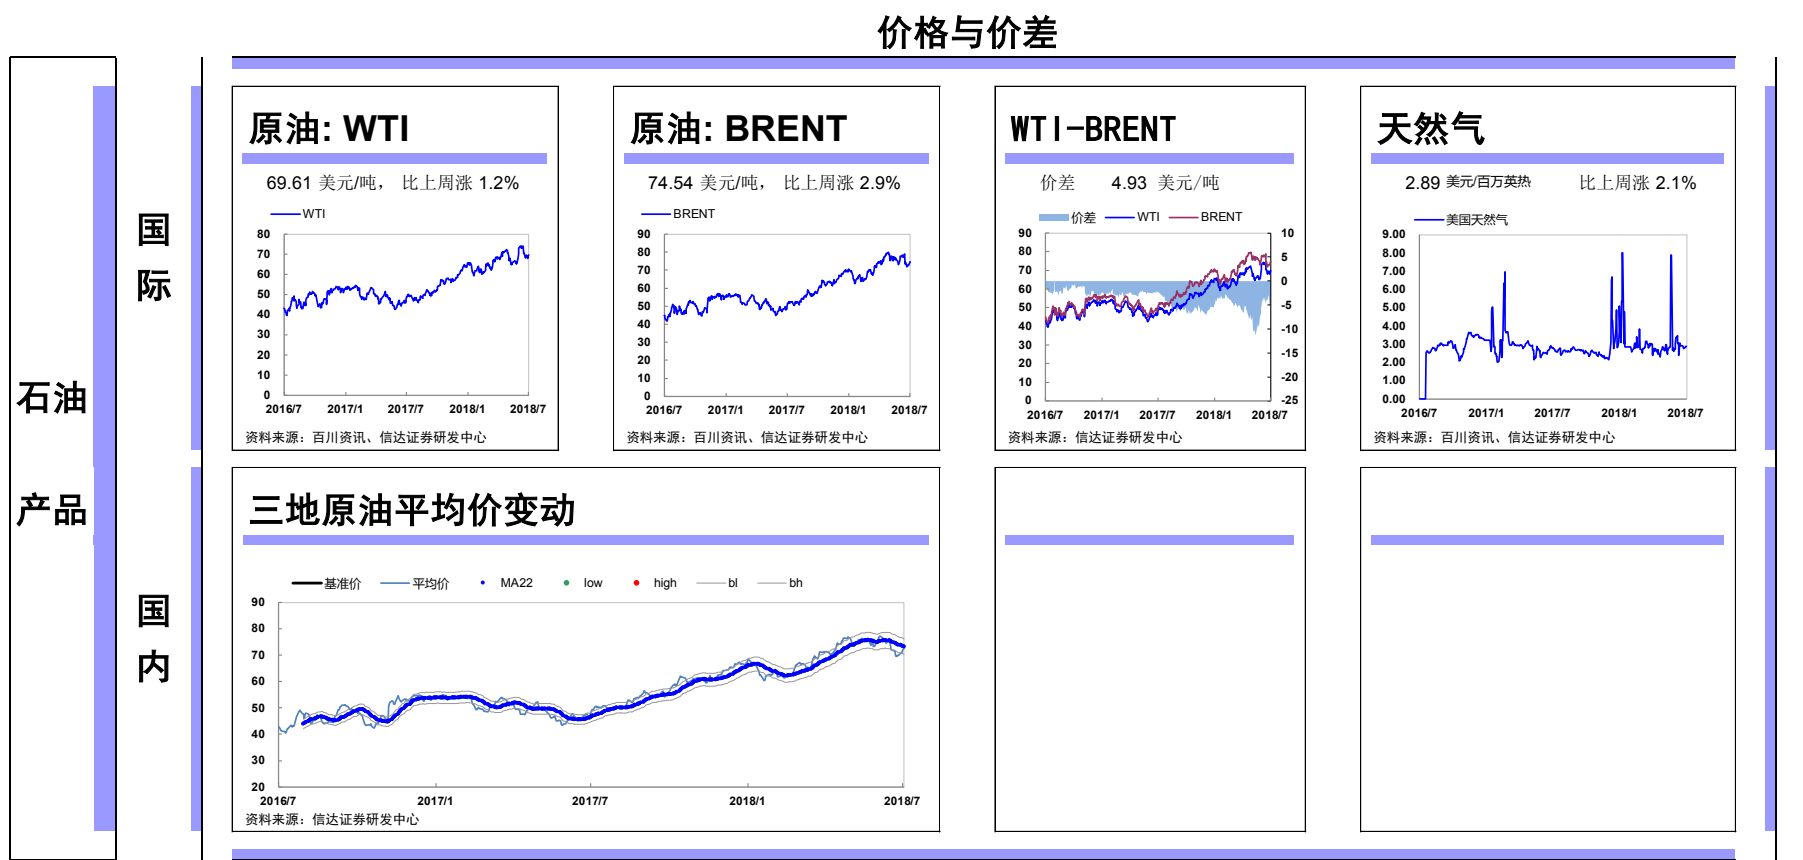 价格与价差
石油
产品
国
际
原油: WTI
69.61 美元/吨， 比上周涨 1.2%
WTI
80
70
60
50
40
30
20
10
0
2016/7 2017/1 2017/7 2018/1 2018/7
资料来源：百川资讯、信达证券研发中心
原油: BRENT
74.54 美元/吨， 比上周涨 2.9%
BRENT
90
80
70
60
50
40
30
20
10
0
2016/7 2017/1 2017/7 2018/1 2018/7
资料来源：百川资讯、信达证券研发中心
WTI-BRENT
价差 4.93 美元/吨
价差 WTI BRENT
90
80
70
60
50
40
30
20
10
0
10
5
0
-5
-10
-15
-20
-25
2016/7 2017/1 2017/7 2018/1 2018/7
资料来源：信达证券研发中心
天然气
2.89 美元/百万英热 比上周涨 2.1%
美国天然气
9.00
8.00
7.00
6.00
5.00
4.00
3.00
2.00
1.00
0.00
2016/7 2017/1 2017/7 2018/1 2018/7
资料来源：百川资讯、信达证券研发中心
国
内
三地原油平均价变动
基准价 平均价 MA22 low high bl bh
90
80
70
60
50
40
30
20
2016/7 2017/1 2017/7 2018/1 2018/7
资料来源：信达证券研发中心